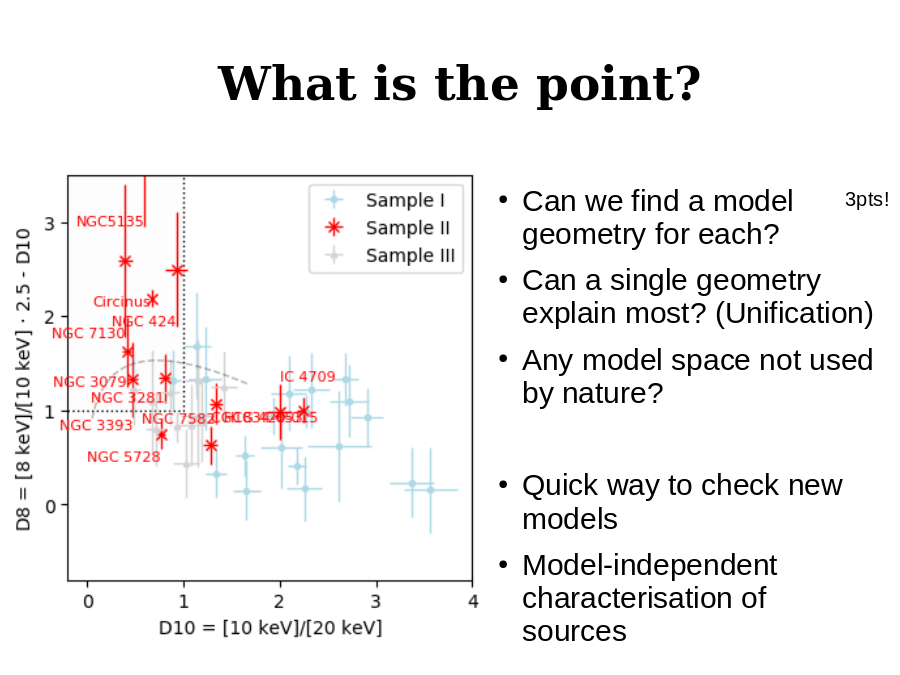 What is the point?
Sample I
Sample II
Sample III
NGC5135
Circinus
NGC 424
NGC 7130
NGC 3079
NGC 3281
NGC 3393
NGC 7582
NGC 5728
IC 4709
3
2
1
0
0 1 2 3 4
D8 = [8 keV]/[10 keV] · 2.5 - D10
D10 = [10 keV]/[20 keV]
• Can we find a model
geometry for each?
3pts!
• Can a single geometry
explain most? (Unification)
• Any model space not used
by nature?
• Quick way to check new
models
• Model-independent
characterisation of
sources